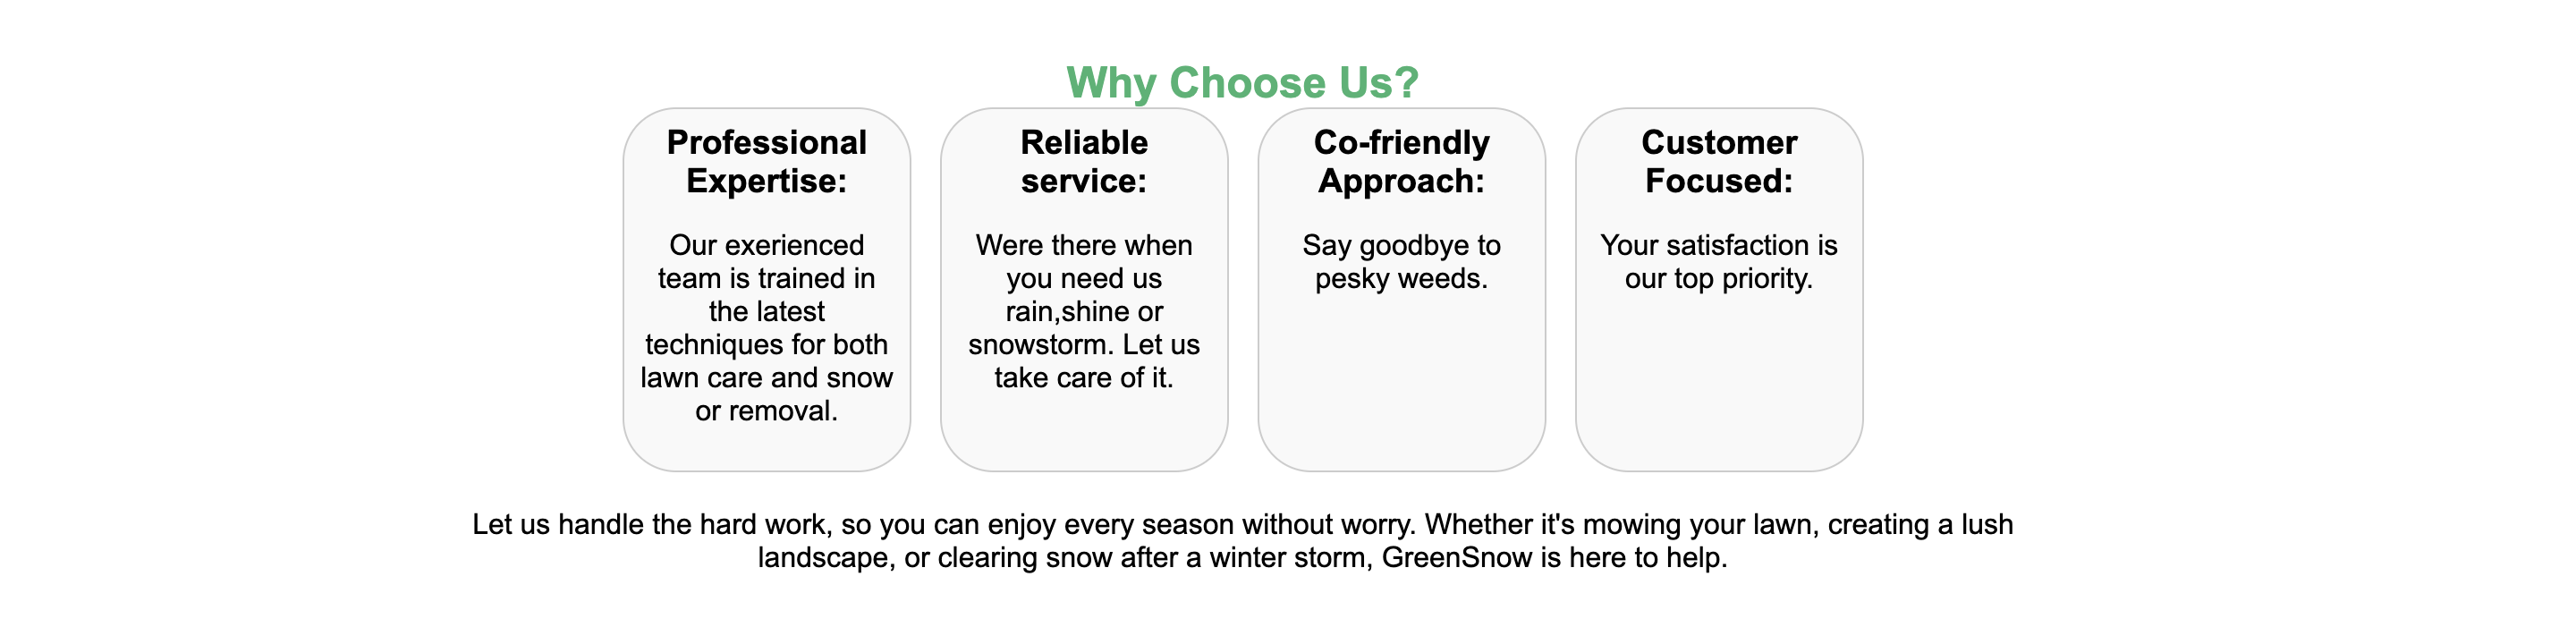 Why Choose Us?
Professional
Expertise:
Our exerienced
team is trained in
the latest
techniques for both
lawn care and snow
or removal.
Reliable
service:
Were there when
you need us
rain,shine or
snowstorm. Let us
take care of it.
Co-friendly
Approach:
Say goodbye to
pesky weeds.
Customer
Focused:
Your satisfaction is
our top priority.
Let us handle the hard work, so you can enjoy every season without worry. Whether it's mowing your lawn, creating a lush
landscape, or clearing snow after a winter storm, GreenSnow is here to help.